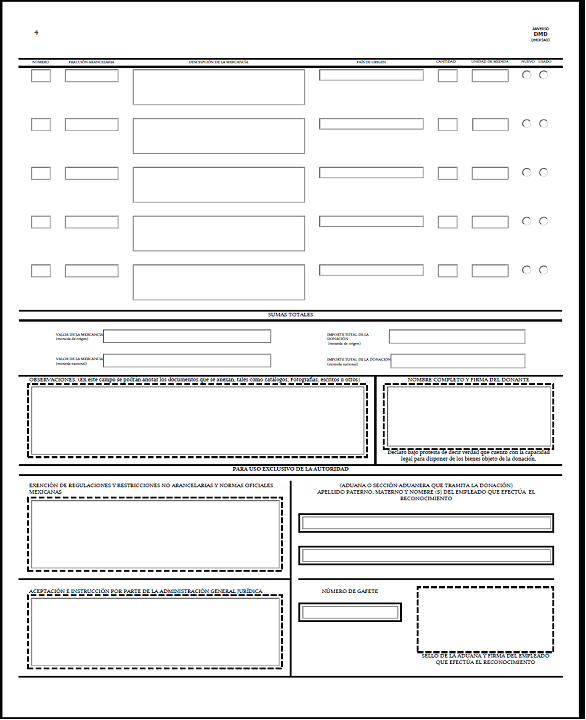 4
ANVERSO
DMD
DMDP3AE0
NÚMERO FRACCIÓN ARANCELARIA DESCRIPCIÓN DE LA MERCANCÍA PAÍS DE ORIGEN CANTIDAD UNIDAD DE MEDIDA NUEVO USADO
SUMAS TOTALES
VALOR DE LA MERCANCIA
(moneda de origen)
IMPORTE TOTAL DE LA
DONACIÓN
(moneda de origen)
VALOR DE LA MERCANCIA
(moneda nacional)
IMPORTE TOTAL DE LA DONACIÓN
(moneda nacional)
OBSERVACIONES. (En este campo se podrán anotar los documentos que se anexan, tales como catálogos, fotografías, escritos u otros)
NOMBRE COMPLETO Y FIRMA DEL DONANTE
Declaro bajo protesta de decir verdad que cuento con la capacidad
legal para disponer de los bienes objeto de la donación.
PARA USO EXCLUSIVO DE LA AUTORIDAD
EXENCIÓN DE REGULACIONES Y RESTRICCIONES NO ARANCELARIAS Y NORMAS OFICIALES
MEXICANAS
(ADUANA O SECCIÓN ADUANERA QUE TRAMITA LA DONACIÓN)
APELLIDO PATERNO, MATERNO Y NOMBRE (S) DEL EMPLEADO QUE EFECTÚA EL
RECONOCIMIENTO
ACEPTACIÓN E INSTRUCCIÓN POR PARTE DE LA ADMINISTRACIÓN GENERAL JURÍDICA
NÚMERO DE GAFETE
SELLO DE LA ADUANA Y FIRMA DEL EMPLEADO
QUE EFECTÚA EL RECONOCIMIENTO